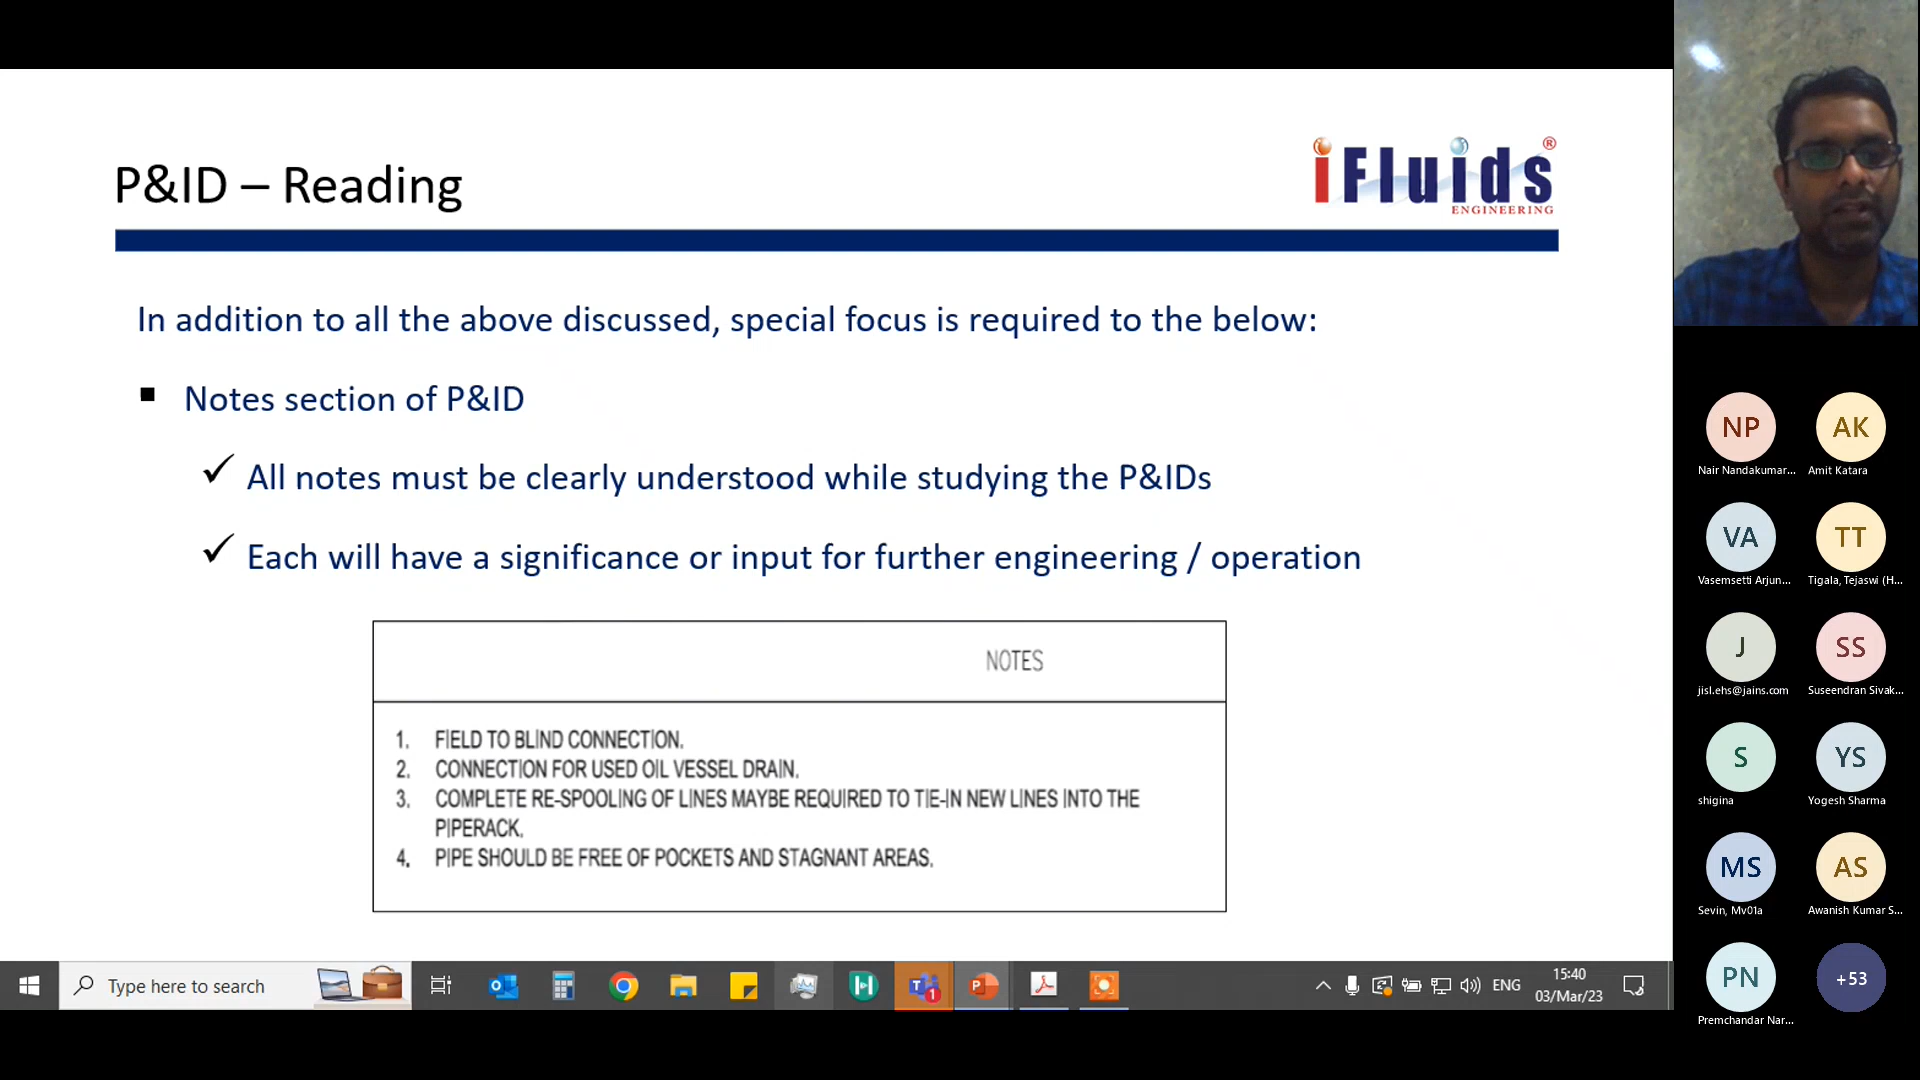 P&ID – Reading
iFluids®
ENGINEERING
In addition to all the above discussed, special focus is required to the below:
▪ Notes section of P&ID
✓ All notes must be clearly understood while studying the P&IDs
✓ Each will have a significance or input for further engineering / operation
NOTES
1. FIELD TO BLIND CONNECTION.
2. CONNECTION FOR USED OIL VESSEL DRAIN.
3. COMPLETE RE-SPOOLING OF LINES MAYBE REQUIRED TO TIE-IN NEW LINES INTO THE
PIPERACK.
4. PIPE SHOULD BE FREE OF POCKETS AND STAGNANT AREAS.
NP AK
Nair Nandakumar... Amit Katara
VA TT
Vasemsetti Arjun... Tigala, Tejaswi (H...
J SS
jisl.ehs@jains.com Suseendran Sivak...
S YS
shigina Yogesh Sharma
MS AS
Sevin, Mv01a Awanish Kumar S...
PN +53
Premchandar Nar...
Type here to search
1
ENG
15:40
03/Mar/23